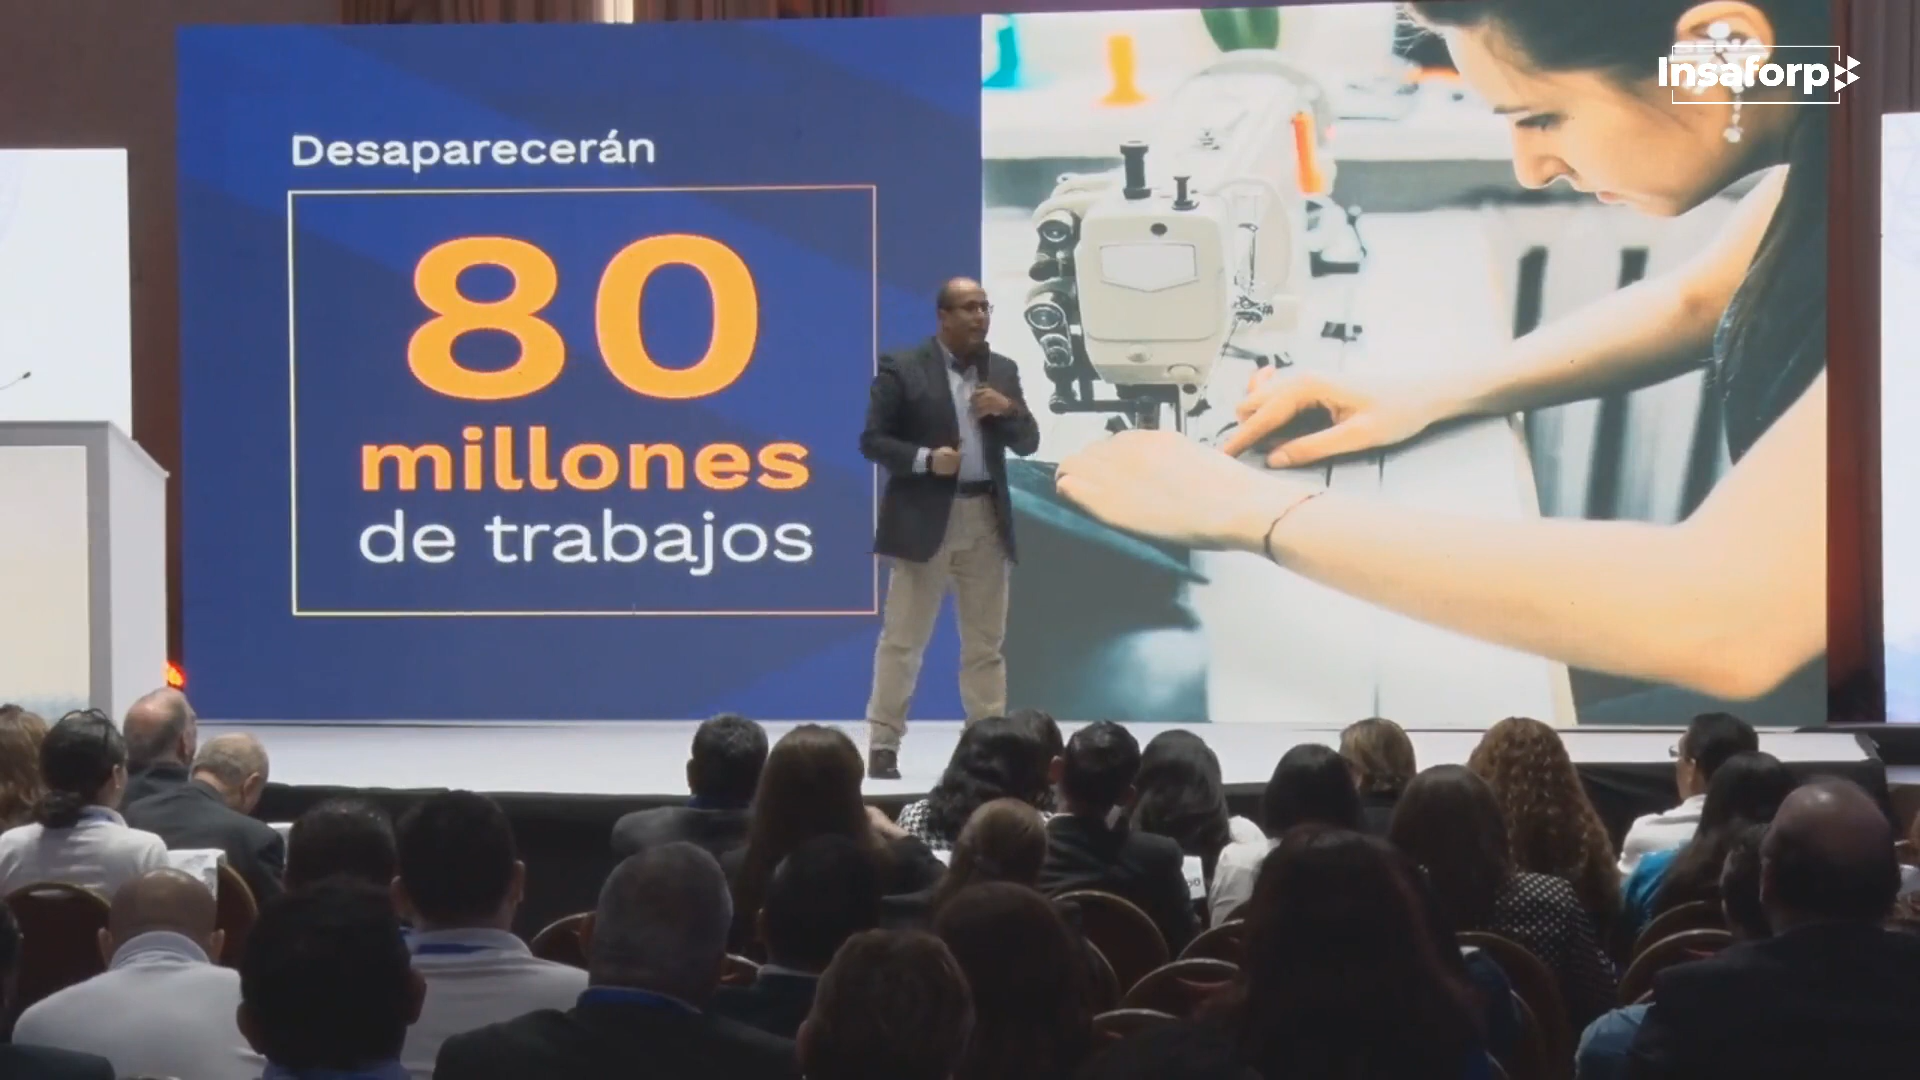 Desaparecerán
80
millones
de trabajos
Insaforp